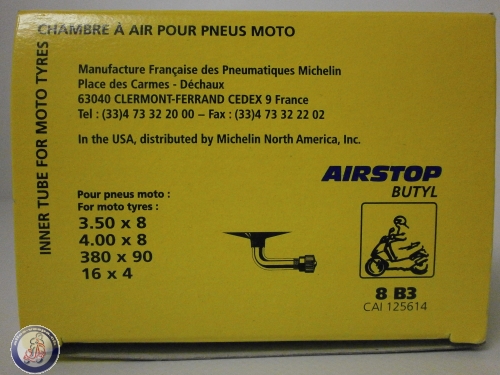 CHAMBRE À AIR POUR PNEUS MOTO
INNER TUBE FOR MOTO TYRES
Manufacture Française des Pneumatiques Michelin
Place des Carmes - Déchaux
63040 CLERMONT-FERRAND CEDEX 9 France
Tel : (33)4 73 32 20 00 – Fax : (33)4 73 32 22 02
In the USA, distributed by Michelin North America, Inc.
AIRSTOP
BUTYL
Pour pneus moto :
For moto tyres :
3.50 x 8
4.00 x 8
380 x 90
16 x 4
8 B3
CAI 125614